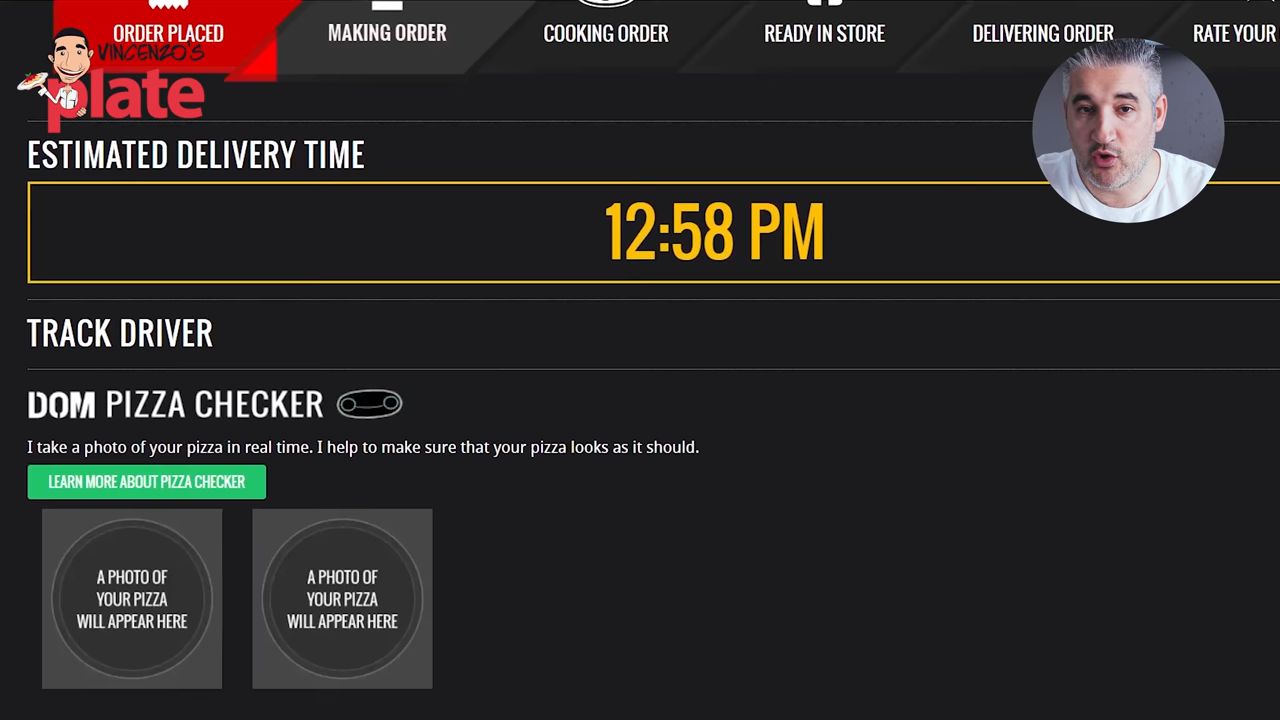 ORDER PLACED
MAKING ORDER
COOKING ORDER
READY IN STORE
DELIVERING ORDER
RATE YOUR
VINCENZO'S
plate
ESTIMATED DELIVERY TIME
12:58 PM
TRACK DRIVER
DOM PIZZA CHECKER
I take a photo of your pizza in real time. I help to make sure that your pizza looks as it should.
LEARN MORE ABOUT PIZZA CHECKER
A PHOTO OF
YOUR PIZZA
WILL APPEAR HERE
A PHOTO OF
YOUR PIZZA
WILL APPEAR HERE